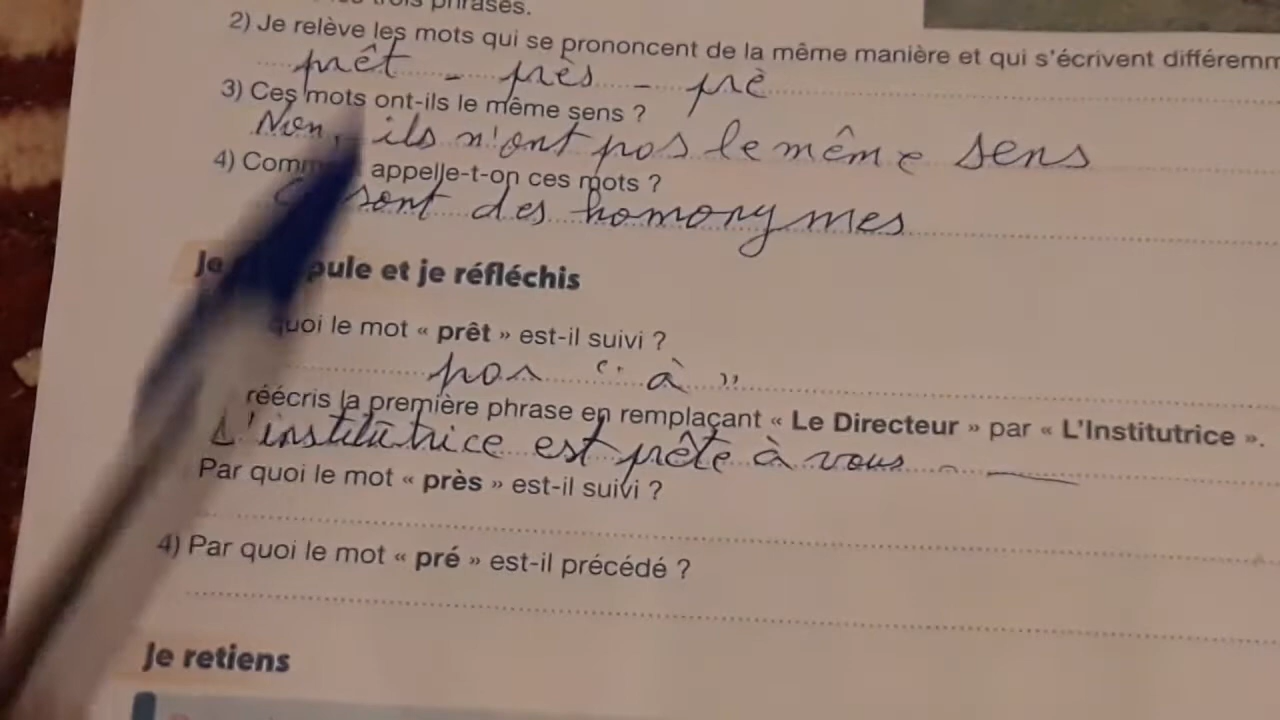 phrases.
2) Je relève les mots qui se prononcent de la même manière et qui s'écrivent différemm
prêt - près - pré
3) Ces mots ont-ils le même sens ?
Non, ils n'ont pas le même sens
4) Comm appelle-t-on ces mots ?
sont des homonymes
Je pule et je réfléchis
quoi le mot « prêt » est-il suivi ?
par " à "
réécris la première phrase en remplaçant « Le Directeur » par « L'Institutrice ».
L'institutrice est prête à vous
Par quoi le mot « près » est-il suivi ?
4) Par quoi le mot « pré » est-il précédé ?
Je retiens